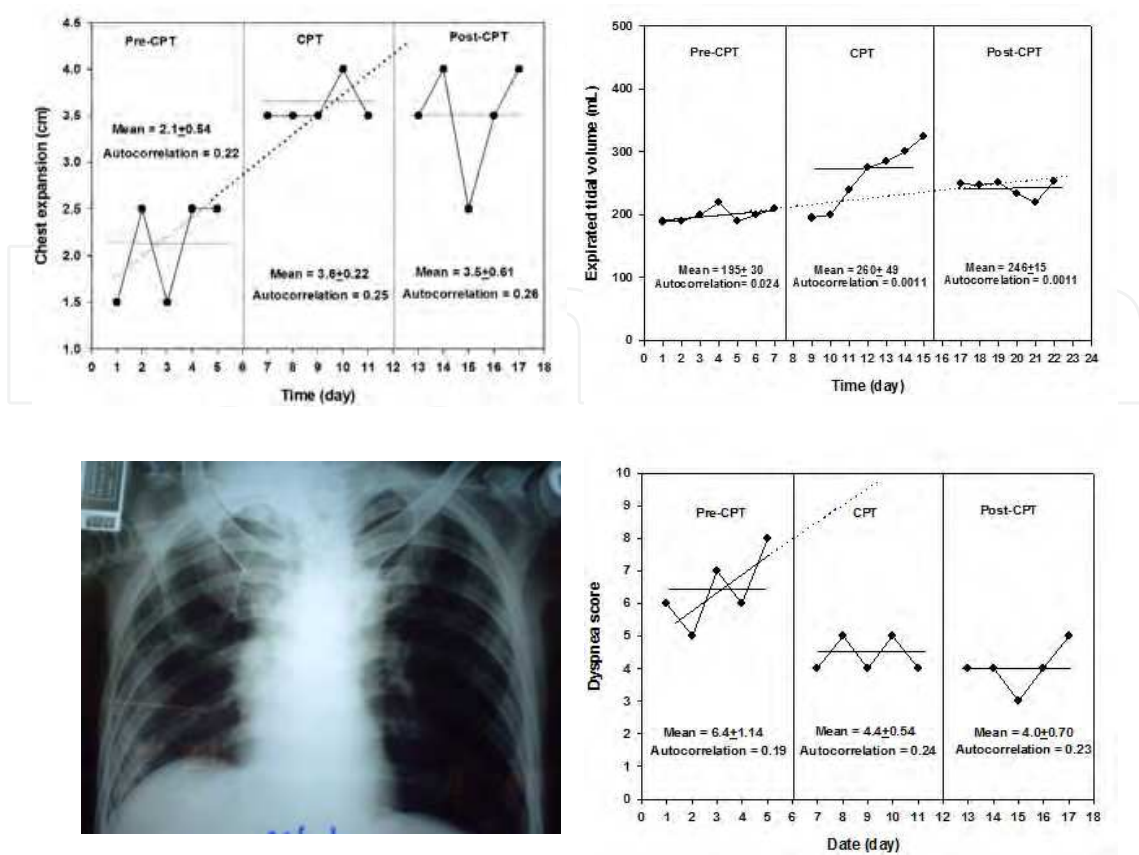 4.5
4.0
3.5
3.0
2.5
2.0
1.5
1.0
Chest expansion (cm)
Pre-CPT
CPT
Post-CPT
Mean = 2.1±0.54
Autocorrelation = 0.22
Mean = 3.6±0.22
Autocorrelation = 0.25
Mean = 3.5±0.61
Autocorrelation = 0.26
0 1 2 3 4 5 6 7 8 9 10 11 12 13 14 15 16 17 18
Time (day)
500
400
300
200
100
0
Expirated tidal volume (mL)
Pre-CPT
CPT
Post-CPT
Mean = 195± 30
Autocorrelation= 0.024
Mean = 260± 49
Autocorrelation = 0.0011
Mean = 246±15
Autocorrelation = 0.0011
0 1 2 3 4 5 6 7 8 9 10 11 12 13 14 15 16 17 18 19 20 21 22 23 24
Time (day)
10
9
8
7
6
5
4
3
2
1
0
Dyspnea score
Pre-CPT
CPT
Post-CPT
Mean = 6.4±1.14
Autocorrelation = 0.19
Mean = 4.4±0.54
Autocorrelation = 0.24
Mean = 4.0±0.70
Autocorrelation = 0.23
0 1 2 3 4 5 6 7 8 9 10 11 12 13 14 15 16 17 18
Date (day)